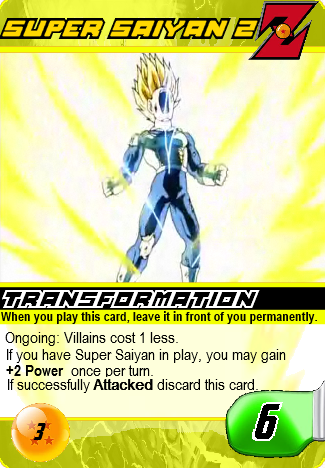 SUPER SAIYAN 2
Z
TRANSFORMATION
When you play this card, leave it in front of you permanently.
Ongoing: Villains cost 1 less.
If you have Super Saiyan in play, you may gain
+2 Power once per turn.
If successfully Attacked discard this card.
3
6